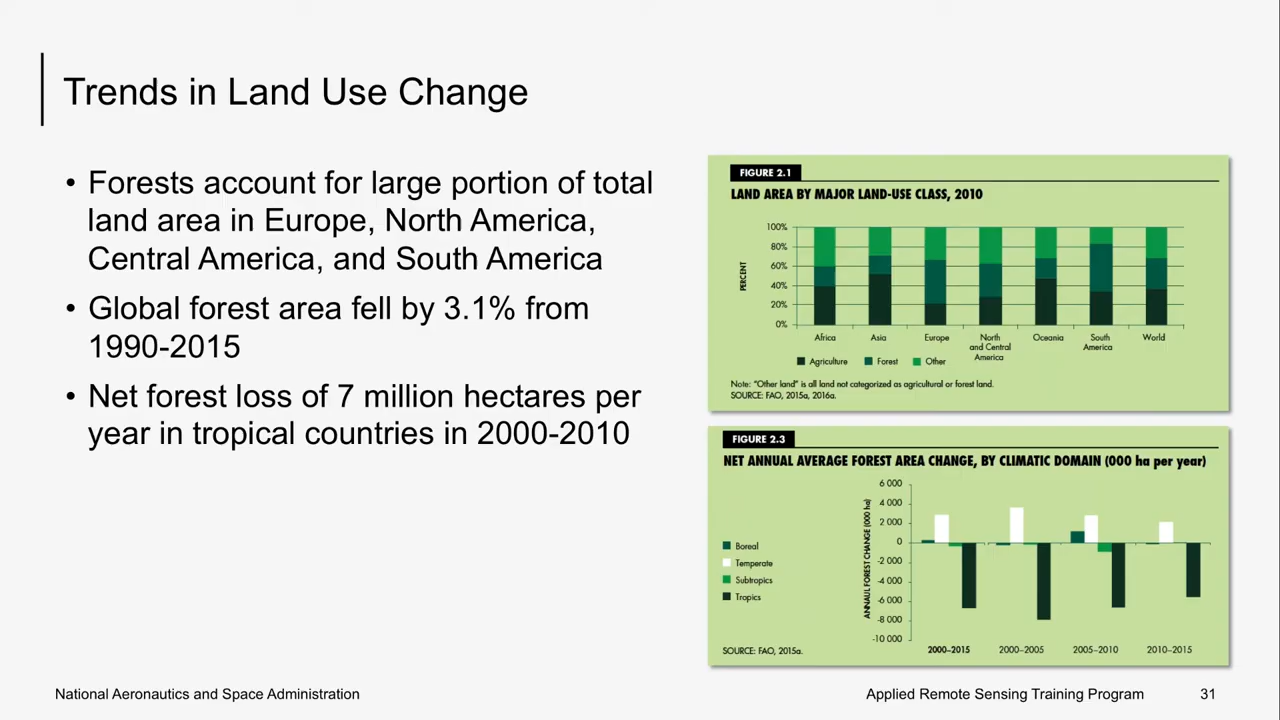 Trends in Land Use Change
• Forests account for large portion of total
land area in Europe, North America,
Central America, and South America
• Global forest area fell by 3.1% from
1990-2015
• Net forest loss of 7 million hectares per
year in tropical countries in 2000-2010
FIGURE 2.1
LAND AREA BY MAJOR LAND-USE CLASS, 2010
PERCENT
100%
80%
60%
40%
20%
0%
Africa
Asia
Europe
North
and Central
America
Oceania
South
America
World
Agriculture
Forest
Other
Note: "Other land" is all land not categorized as agricultural or forest land.
SOURCE: FAO, 2015a, 2016a.
FIGURE 2.3
NET ANNUAL AVERAGE FOREST AREA CHANGE, BY CLIMATIC DOMAIN (000 ha per year)
Boreal
Temperate
Subtropics
Tropics
ANNAUL FOREST CHANGE (000 ha)
6 000
4 000
2 000
0
-2 000
-4 000
-6 000
-8 000
-10 000
2000–2015
2000–2005
2005–2010
2010–2015
SOURCE: FAO, 2015a.
National Aeronautics and Space Administration
Applied Remote Sensing Training Program
31